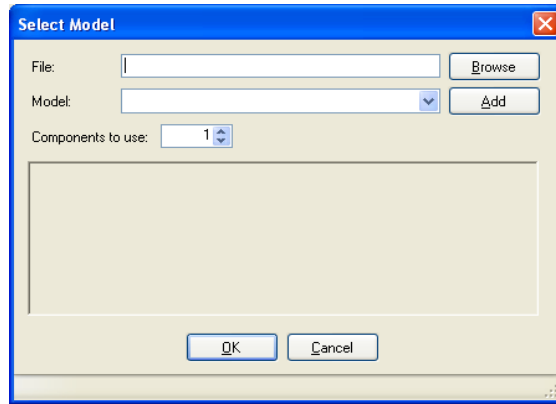 Select Model
File: Browse
Model: Add
Components to use: 1
OK Cancel